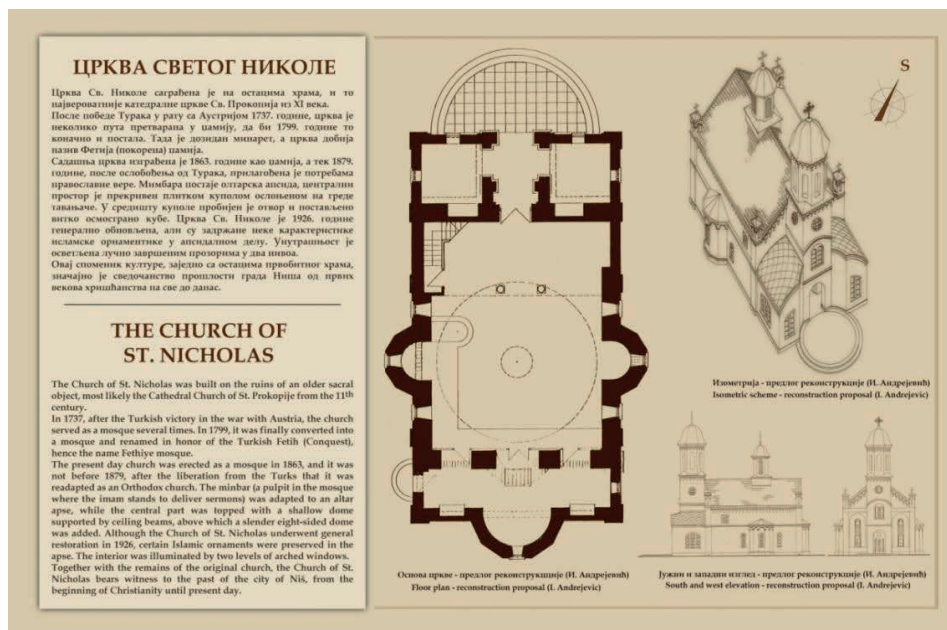 ЦРКВА СВЕТОГ НИКОЛЕ
Црква Св. Николе саграђена је на остацима храма, и то
највероватније катедралне цркве Св. Прокопија из XI века.
После победе Турака у рату са Аустријом 1737. године, црква је
неколико пута претварана у џамију, да би 1799. године то
коначно и постала. Тада је дозидан минарет, а црква добија
назив Фетија (покорена) џамија.
Садашња црква изграђена је 1863. године као џамија, а тек 1879.
године, после ослобођења од Турака, прилагођена је потребама
православне вере. Мимбара постаје олтарска апсида, централни
простор је прекривен плитком куполом ослоњеном на греде
таваначе. У средишту куполе пробијен је отвор и постављено
витко осмострано кубе. Црква Св. Николе је 1926. године
генерално обновљена, али су задржане неке карактеристике
исламске орнаментике у апсидалном делу. Унутрашњост је
осветљена лучно завршеним прозорима у два нивоа.
Овај споменик културе, заједно са остацима првобитног храма,
значајно је сведочанство прошлости града Ниша од првих
векова хришћанства па све до данас.
THE CHURCH OF
ST. NICHOLAS
The Church of St. Nicholas was built on the ruins of an older sacral
object, most likely the Cathedral Church of St. Prokopije from the 11th
century.
In 1737, after the Turkish victory in the war with Austria, the church
served as a mosque several times. In 1799, it was finally converted into
a mosque and renamed in honor of the Turkish Fetih (Conquest),
hence the name Fethiye mosque.
The present day church was erected as a mosque in 1863, and it was
not before 1879, after the liberation from the Turks that it was
readapted as an Orthodox church. The minbar (a pulpit in the mosque
where the imam stands to deliver sermons) was adapted to an altar
apse, while the central part was topped with a shallow dome
supported by ceiling beams, above which a slender eight-sided dome
was added. Although the Church of St. Nicholas underwent general
restoration in 1926, certain Islamic ornaments were preserved in the
apse. The interior was illuminated by two levels of arched windows.
Together with the remains of the original church, the Church of St.
Nicholas bears witness to the past of the city of Niš, from the
beginning of Christianity until present day.
S
Изометрија - предлог реконструкције (И. Андрејевић)
Isometric scheme - reconstruction proposal (I. Andrejevic)
Основа цркве - предлог реконструкције (И. Андрејевић)
Floor plan - reconstruction proposal (I. Andrejevic)
Јужни и западни изглед - предлог реконструкције (И. Андрејевић)
South and west elevation - reconstruction proposal (I. Andrejevic)